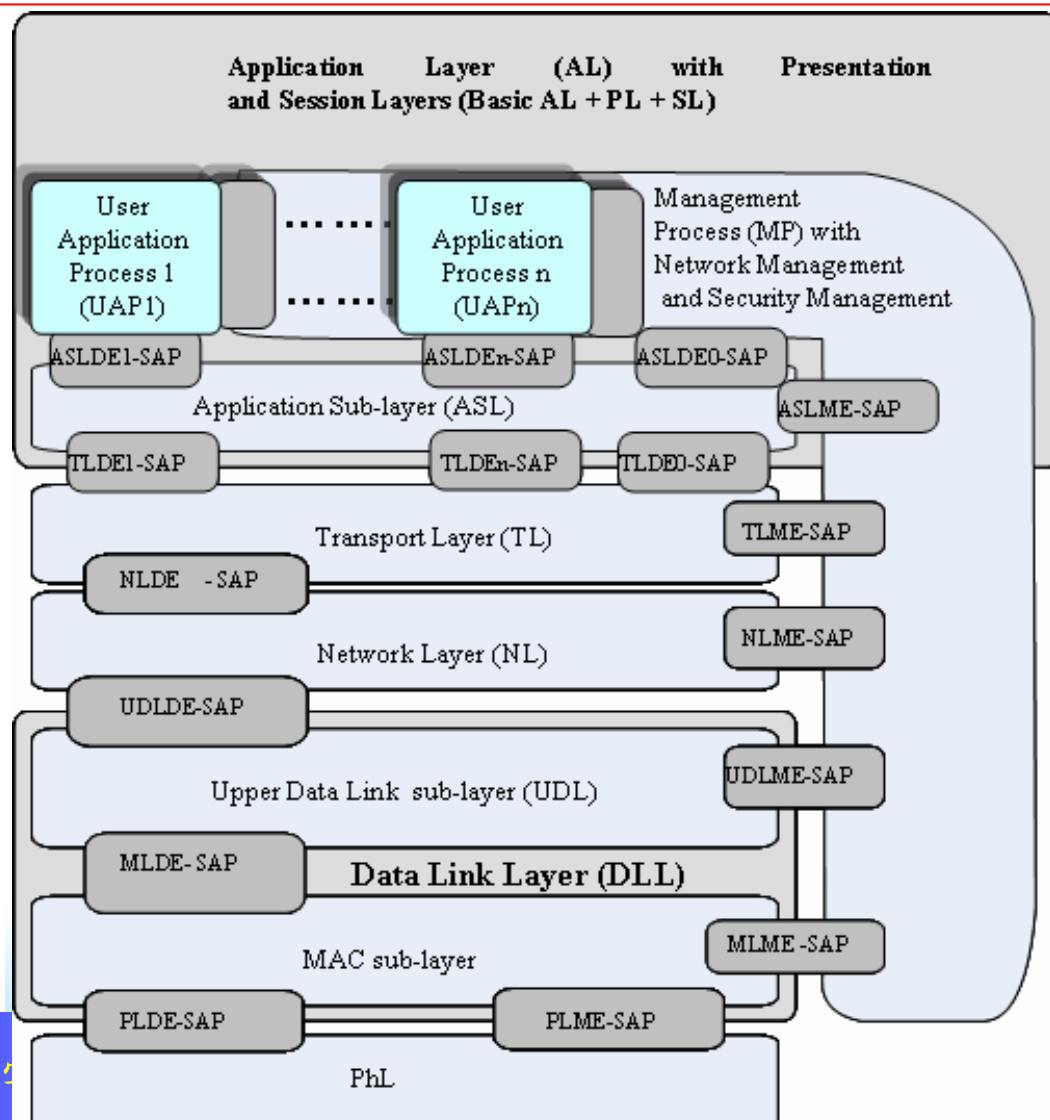 Application Layer (AL) with Presentation
and Session Layers (Basic AL + PL + SL)
User
Application
Process 1
(UAP1)
... ....
... ....
User
Application
Process n
(UAPn)
Management
Process (MP) with
Network Management
and Security Management
ASLDE1-SAP
ASLDEn-SAP
ASLDE0-SAP
Application Sub-layer (ASL)
ASLME-SAP
TLDE1-SAP
TLDEn-SAP
TLDE0-SAP
Transport Layer (TL)
TLME-SAP
NLDE - SAP
Network Layer (NL)
NLME-SAP
UDLDE-SAP
Upper Data Link sub-layer (UDL)
UDLME-SAP
MLDE- SAP
Data Link Layer (DLL)
MAC sub-layer
MLME -SAP
PLDE-SAP
PLME-SAP
PhL